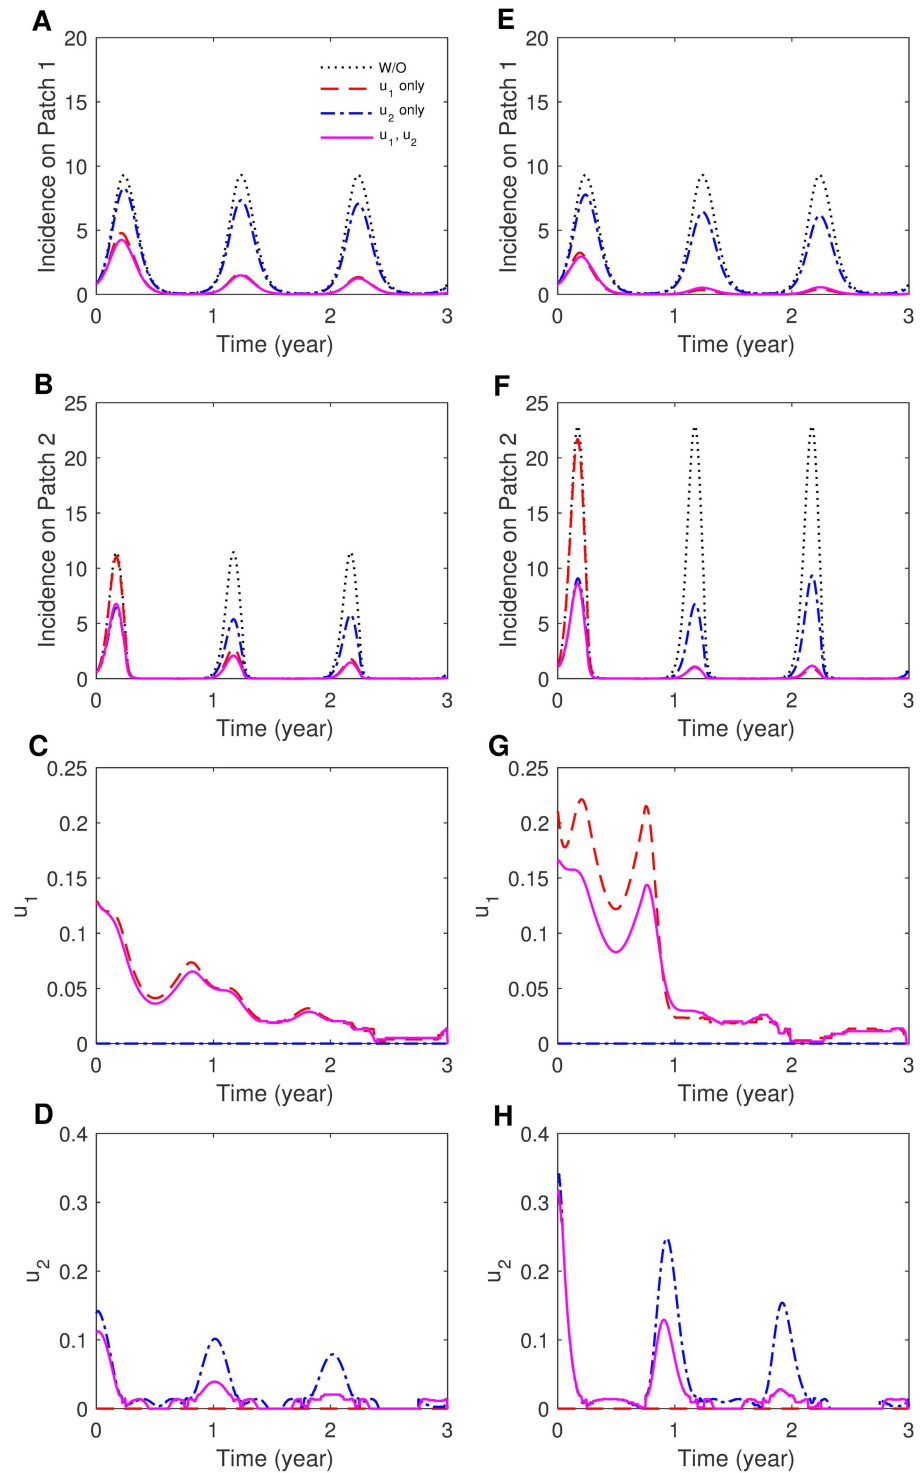 A
Incidence on Patch 1
20
15
10
5
0
W/O
u1 only
u2 only
u1, u2
0 1 2 3
Time (year)
E
Incidence on Patch 1
20
15
10
5
0
0 1 2 3
Time (year)
B
Incidence on Patch 2
25
20
15
10
5
0
0 1 2 3
Time (year)
F
Incidence on Patch 2
25
20
15
10
5
0
0 1 2 3
Time (year)
C
u1
0.25
0.2
0.15
0.1
0.05
0
0 1 2 3
Time (year)
G
u1
0.25
0.2
0.15
0.1
0.05
0
0 1 2 3
Time (year)
D
u2
0.4
0.3
0.2
0.1
0
0 1 2 3
Time (year)
H
u2
0.4
0.3
0.2
0.1
0
0 1 2 3
Time (year)